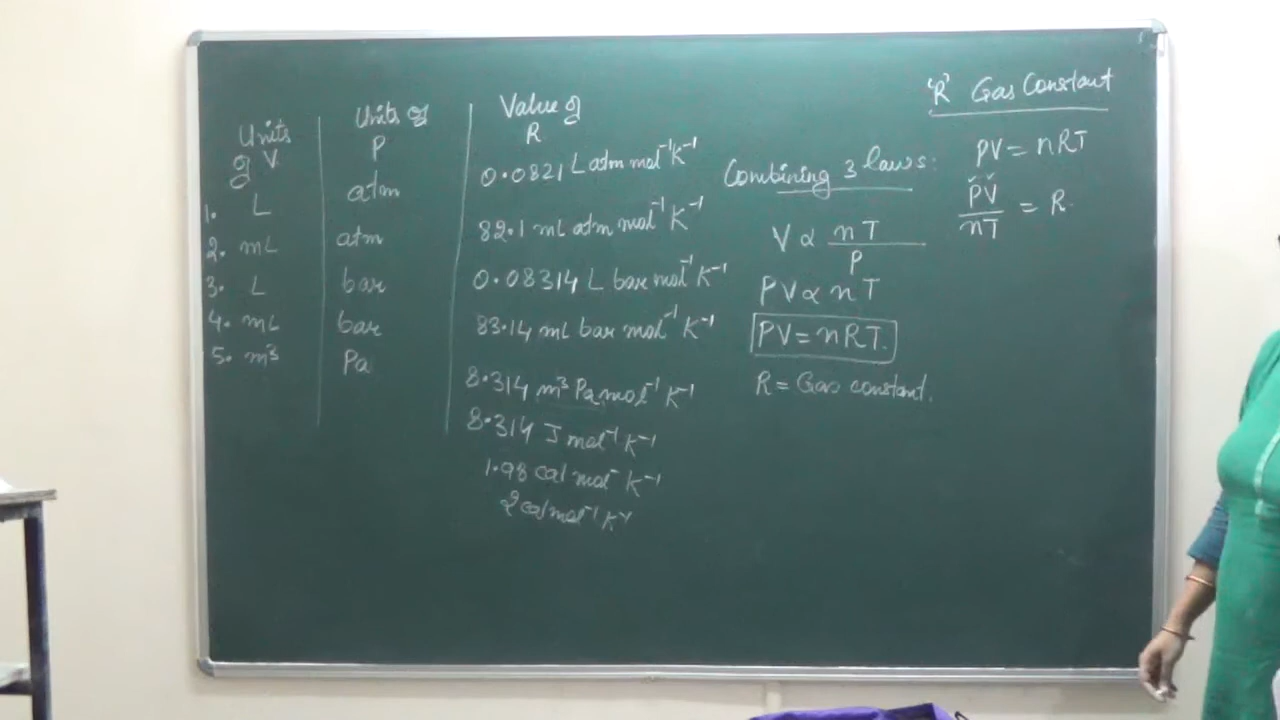 Units of V | Units of P | Value of R
1. L | atm | 0.0821 L atm mol⁻¹ K⁻¹
2. mL | atm | 82.1 mL atm mol⁻¹ K⁻¹
3. L | bar | 0.08314 L bar mol⁻¹ K⁻¹
4. mL | bar | 83.14 mL bar mol⁻¹ K⁻¹
5. m³ | Pa | 8.314 m³ Pa mol⁻¹ K⁻¹
8.314 J mol⁻¹ K⁻¹
1.98 cal mol⁻ K⁻¹
2 cal mol⁻¹ K⁻¹
Combining 3 laws:
V ∝ nT / P
PV ∝ nT
PV = nRT.
R = Gas constant.
'R' Gas Constant
PV = nRT
PV / nT = R.